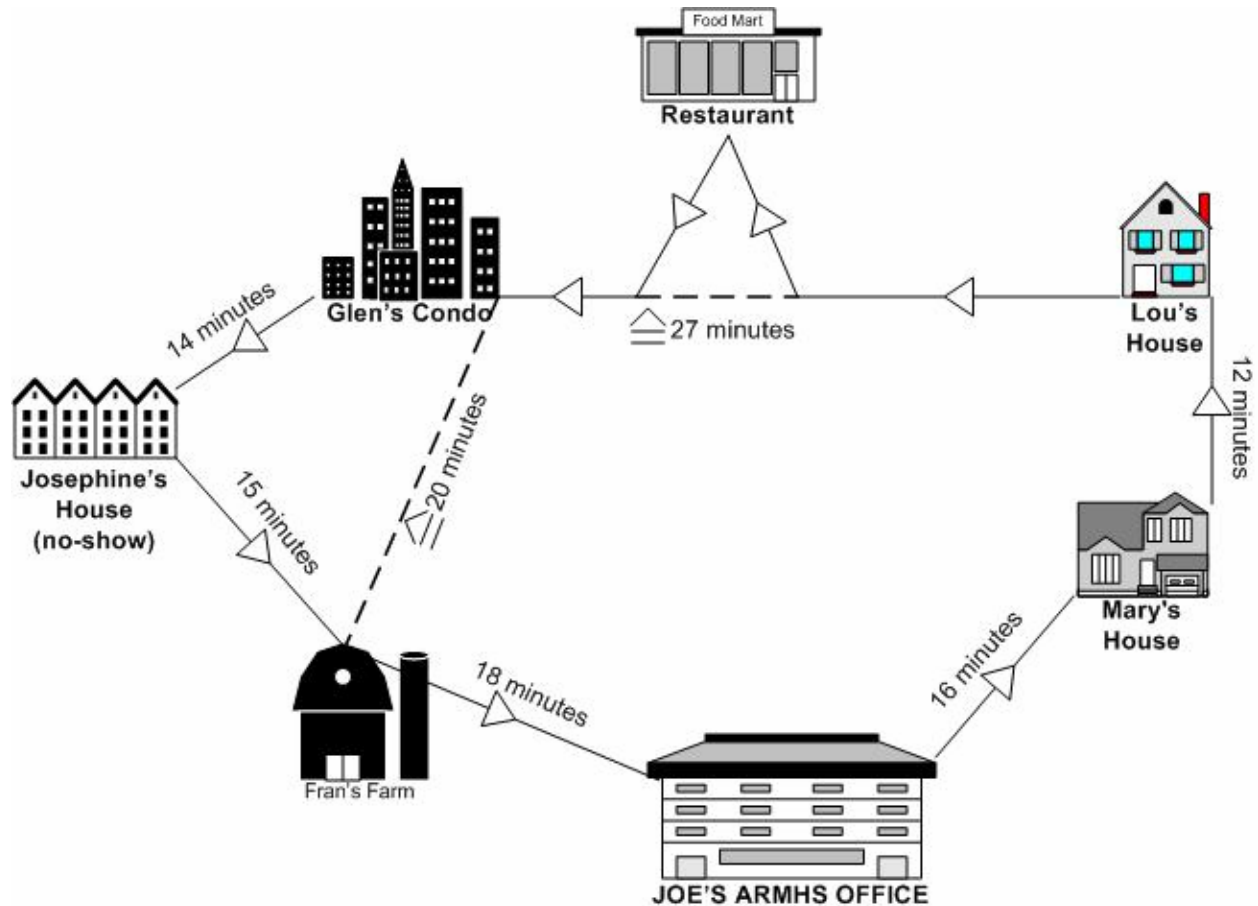 Food Mart
Restaurant
Glen's Condo
27 minutes
Lou's
House
14 minutes
12 minutes
20 minutes
Josephine's
House
(no-show)
15 minutes
Mary's
House
16 minutes
18 minutes
Fran's Farm
JOE'S ARMHS OFFICE